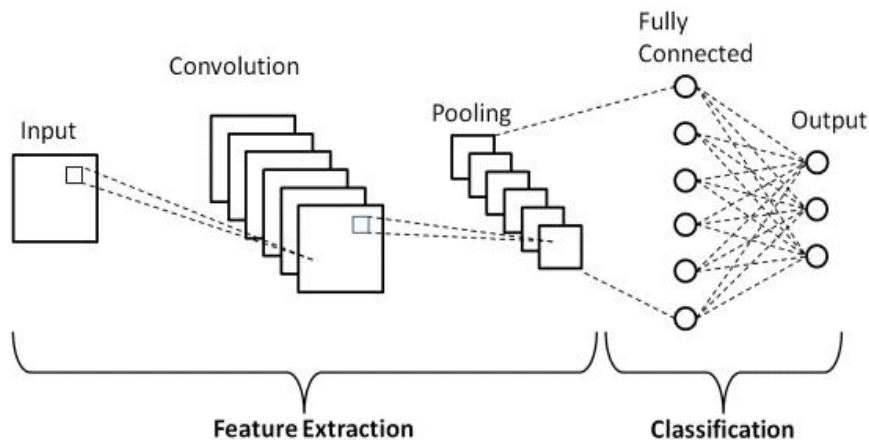 Input
Convolution
Pooling
Fully
Connected
Output
Feature Extraction
Classification